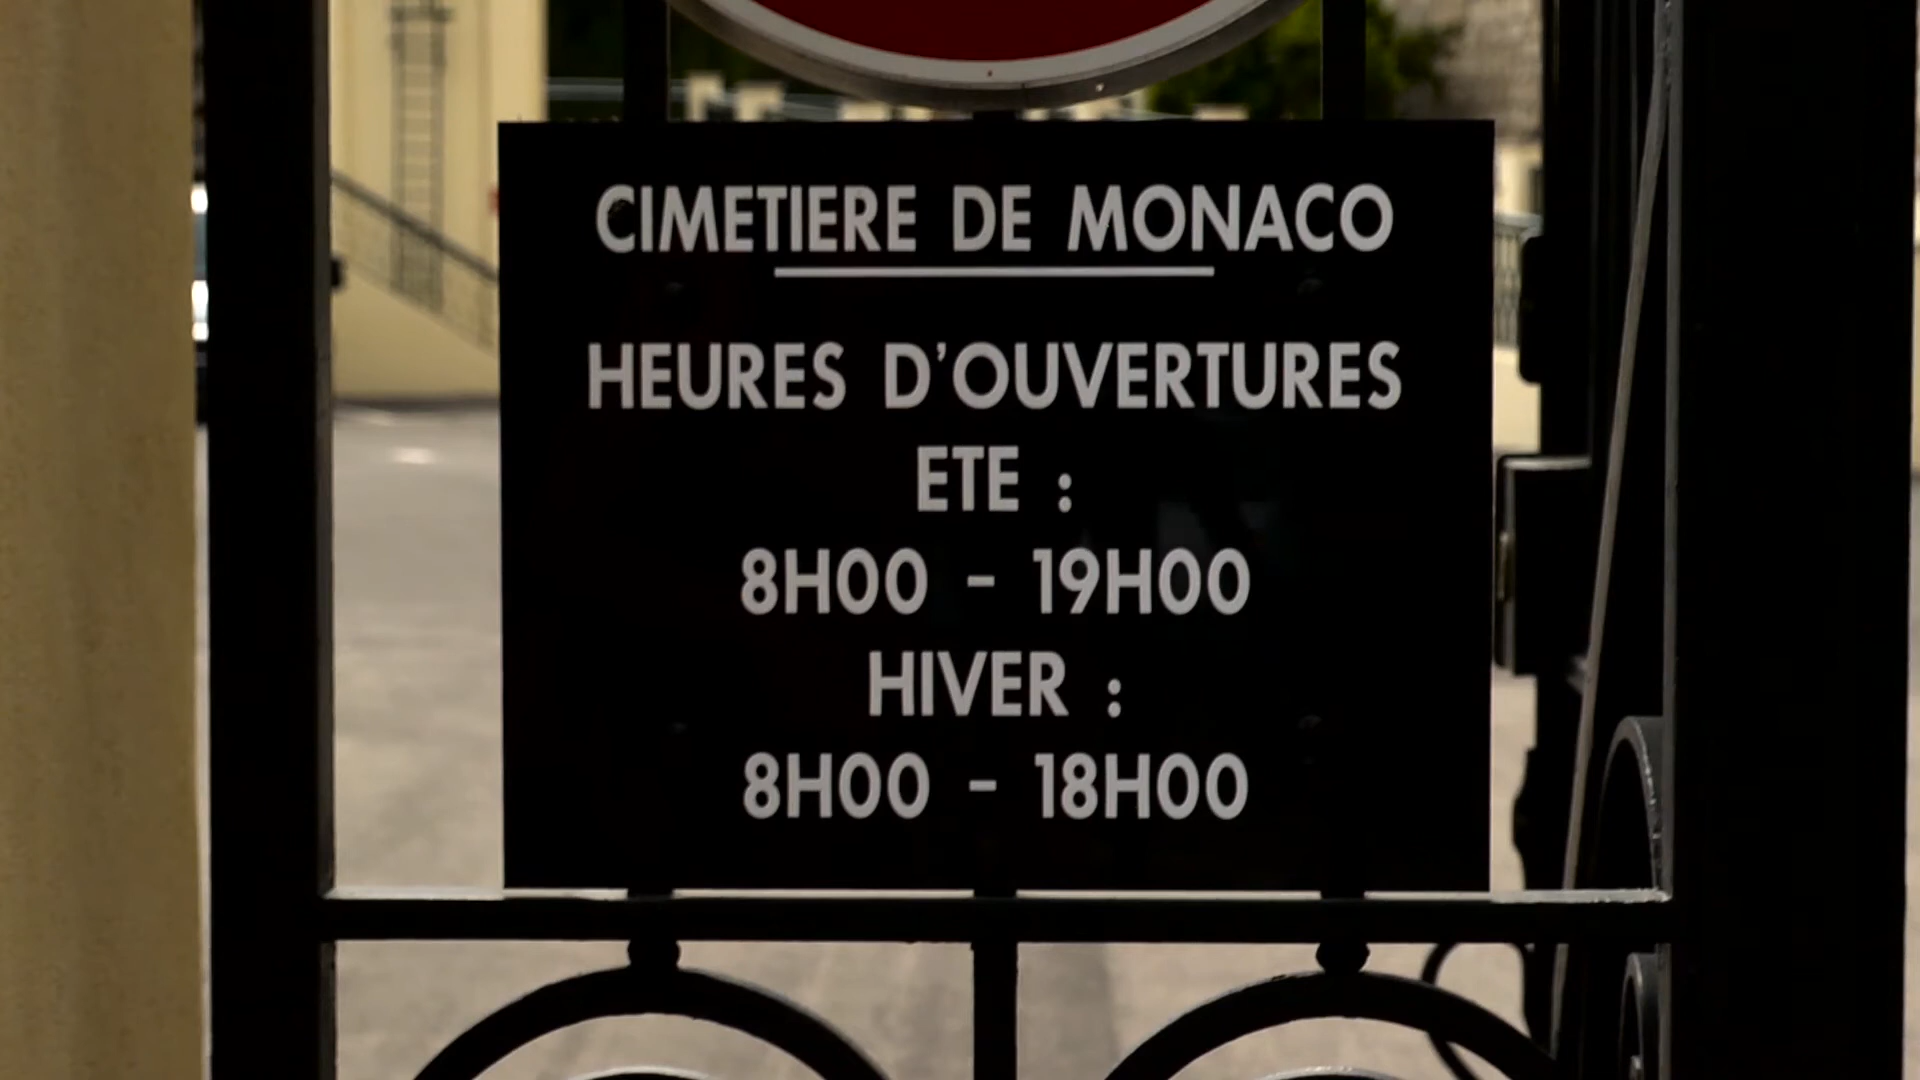 CIMETIERE DE MONACO
HEURES D'OUVERTURES
ETE :
8H00 - 19H00
HIVER :
8H00 - 18H00